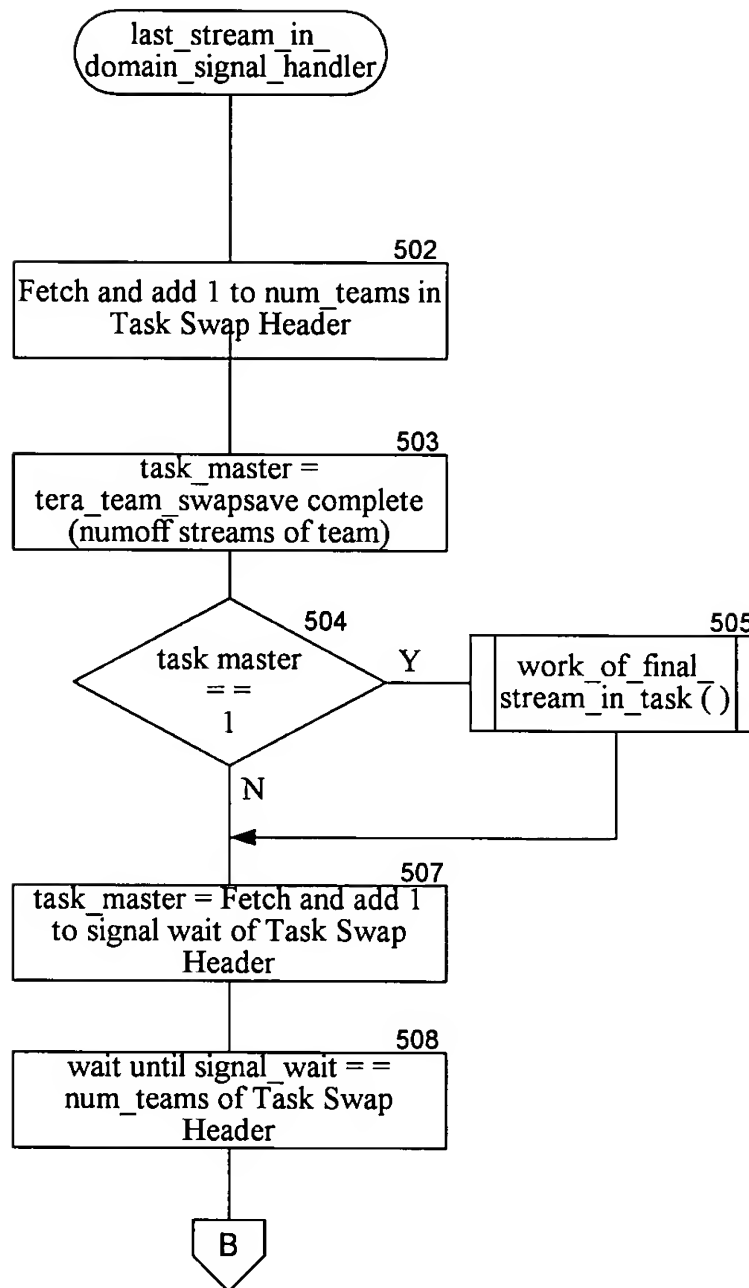 last_stream_in_
domain_signal_handler
502
Fetch and add 1 to num_teams in
Task Swap Header
503
task_master =
tera_team_swapsave complete
(numoff streams of team)
504
task master
= =
1
Y
505
work_of_final_
stream_in_task ( )
N
507
task_master = Fetch and add 1
to signal wait of Task Swap
Header
508
wait until signal_wait = =
num_teams of Task Swap
Header
B